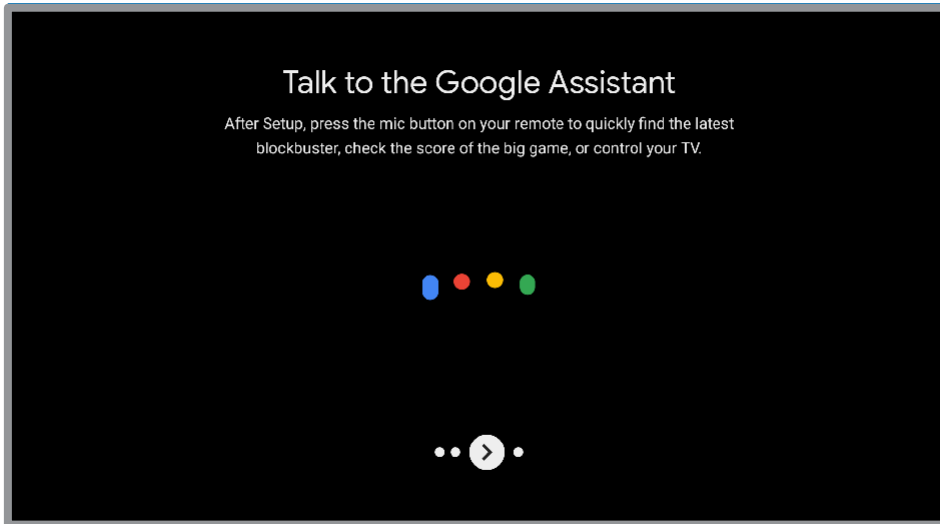 Talk to the Google Assistant
After Setup, press the mic button on your remote to quickly find the latest
blockbuster, check the score of the big game, or control your TV.